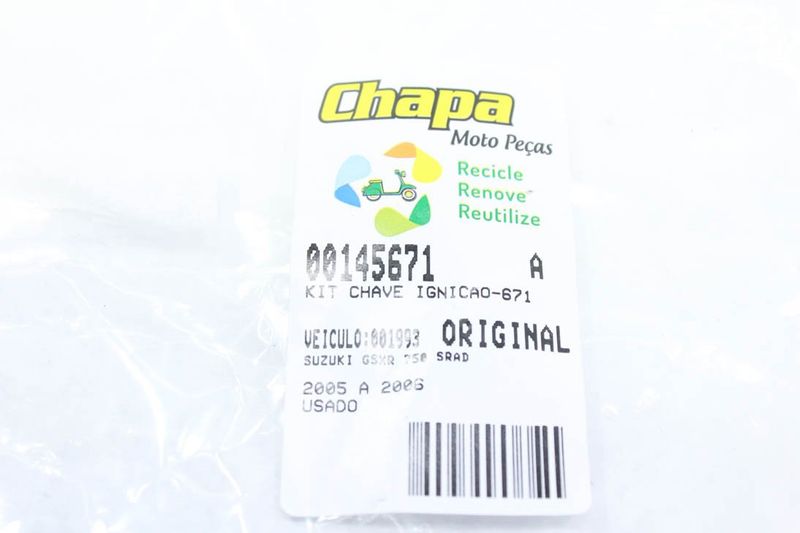 Chapa
Moto Peças
Recicle
Renove
Reutilize
00145671 A
KIT CHAVE IGNICAO-671
VEICULO:001993 ORIGINAL
SUZUKI GSXR 750 SRAD
2005 A 2006
USADO